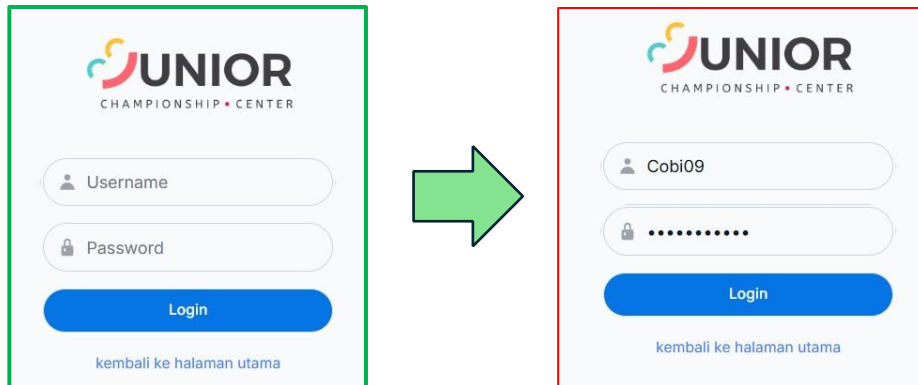 JUNIOR
CHAMPIONSHIP • CENTER
Username
Password
Login
kembali ke halaman utama
JUNIOR
CHAMPIONSHIP • CENTER
Cobi09
•••••••••••
Login
kembali ke halaman utama